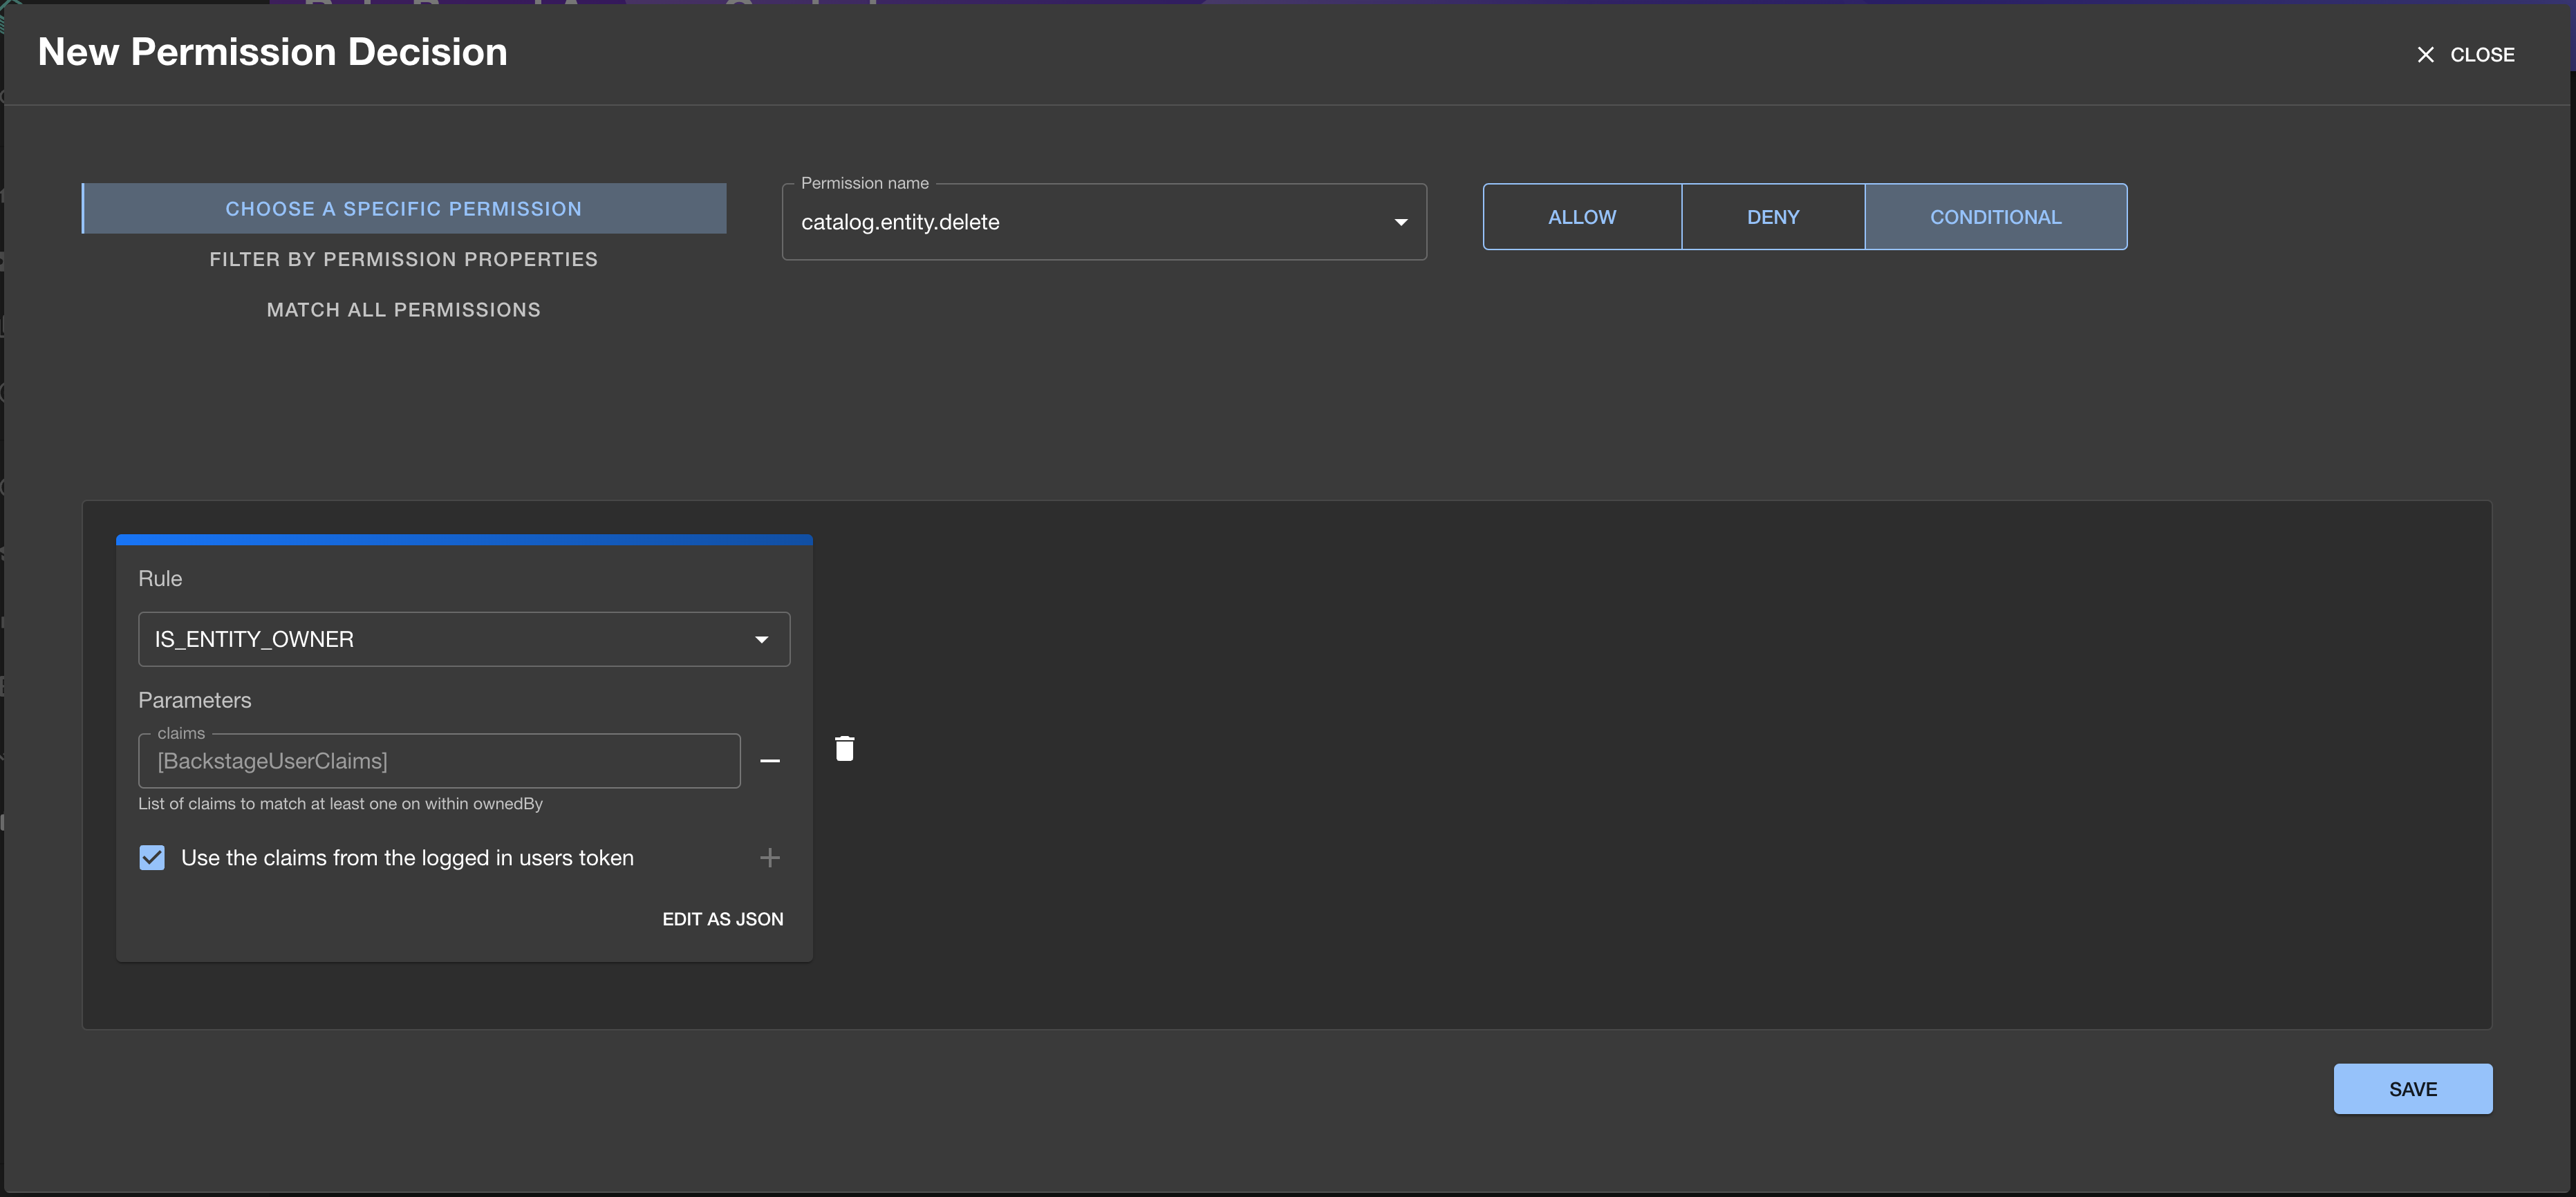 New Permission Decision
CLOSE
CHOOSE A SPECIFIC PERMISSION
FILTER BY PERMISSION PROPERTIES
MATCH ALL PERMISSIONS
Permission name
catalog.entity.delete
ALLOW
DENY
CONDITIONAL
Rule
IS_ENTITY_OWNER
Parameters
claims
[BackstageUserClaims]
List of claims to match at least one on within ownedBy
Use the claims from the logged in users token
EDIT AS JSON
SAVE